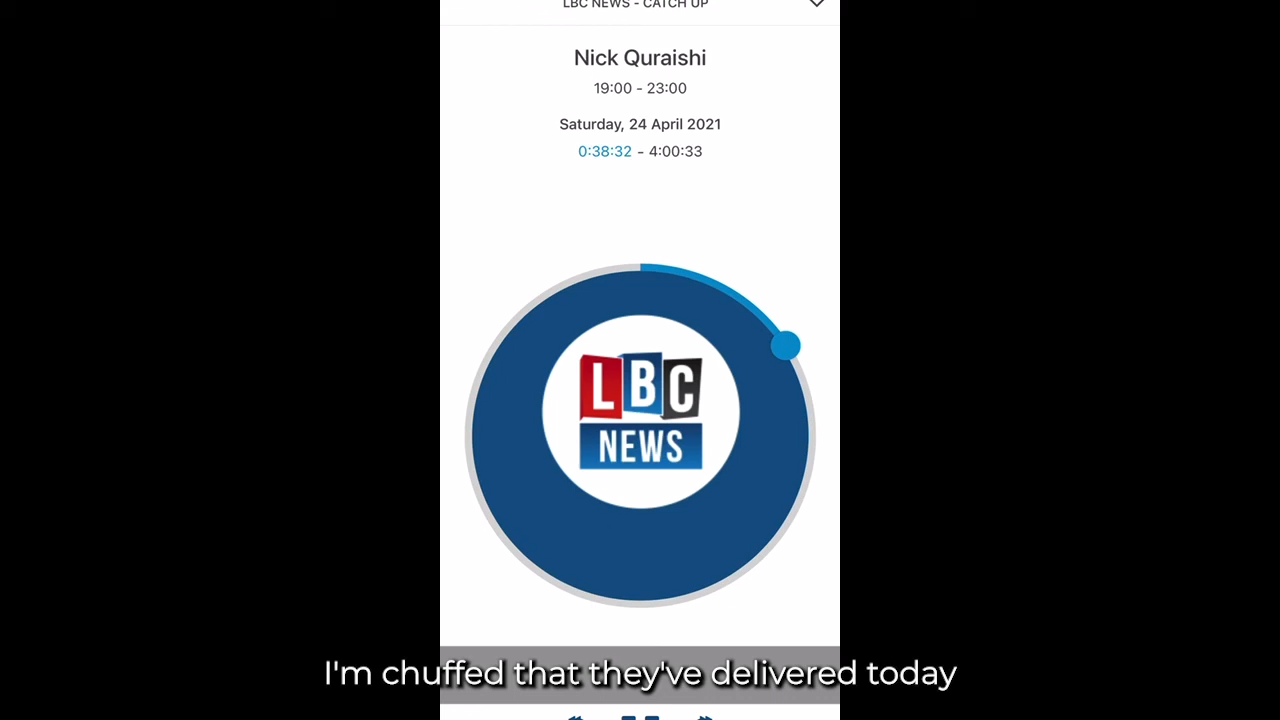 LBC NEWS - CATCH UP
Nick Quraishi
19:00 - 23:00
Saturday, 24 April 2021
0:38:32 - 4:00:33
LBC
NEWS
I'm chuffed that they've delivered today